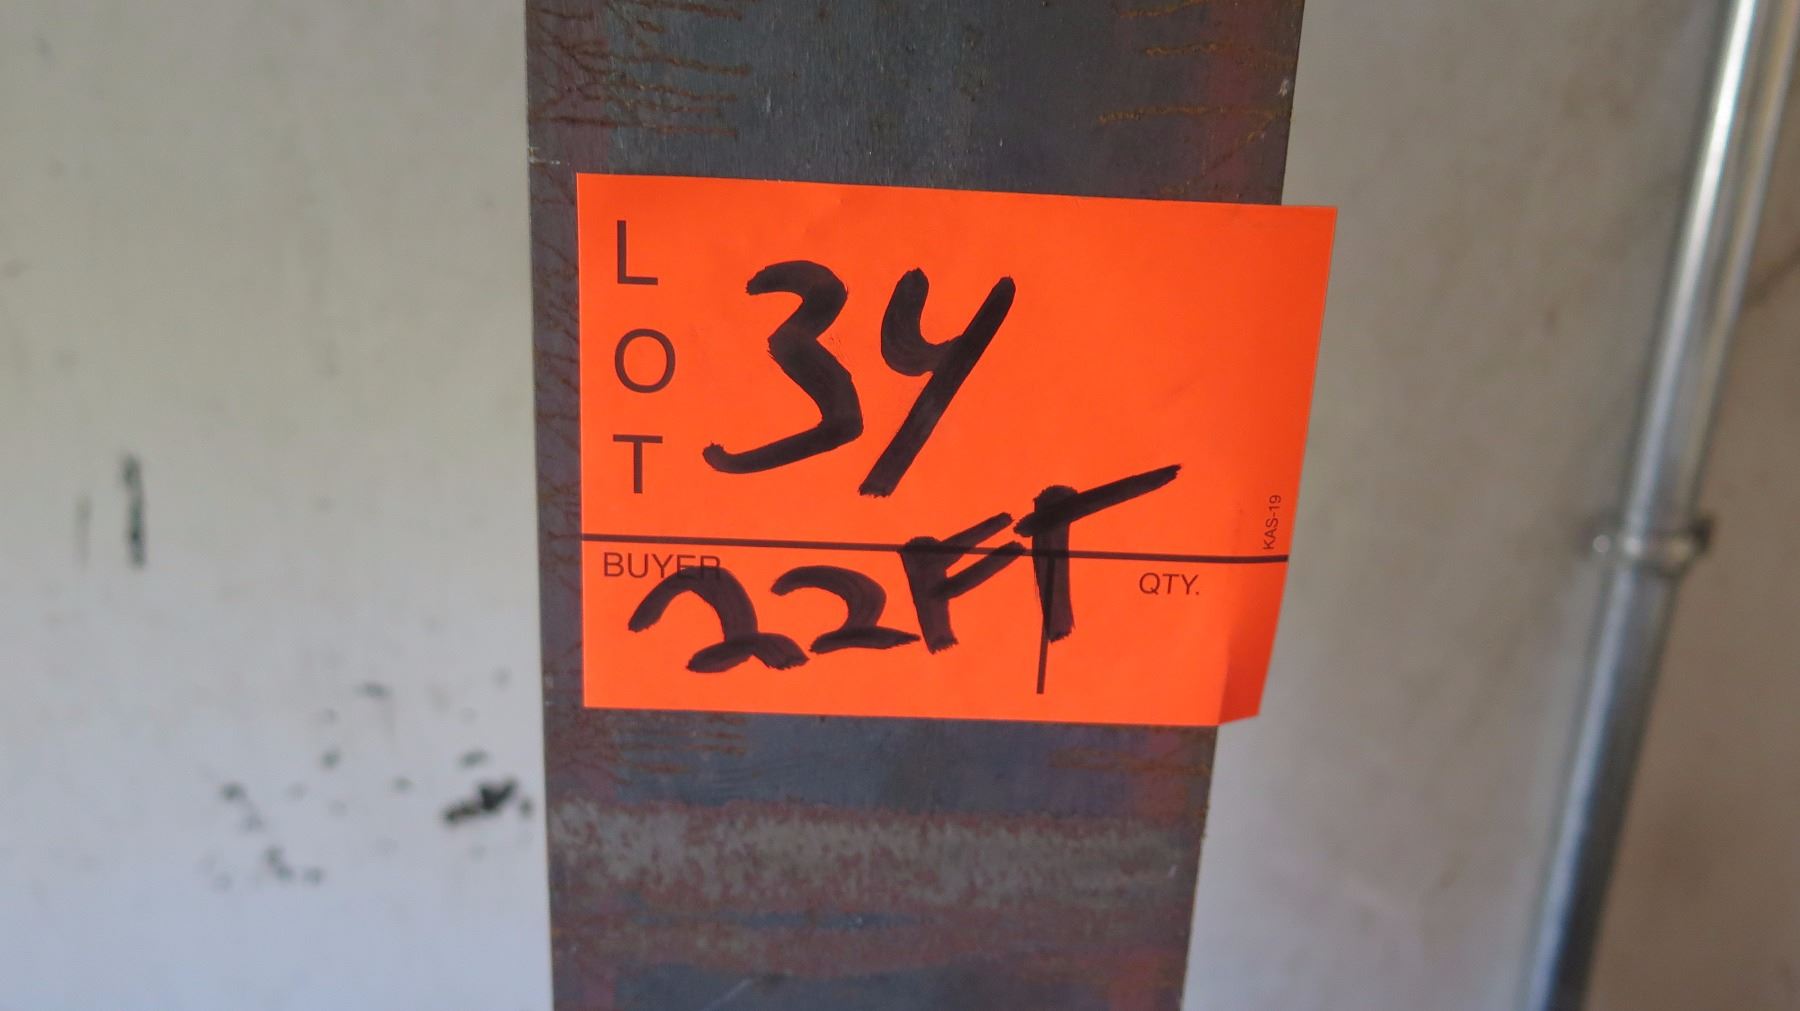 LOT 34
KAS-19
BUYER QTY.
22FT